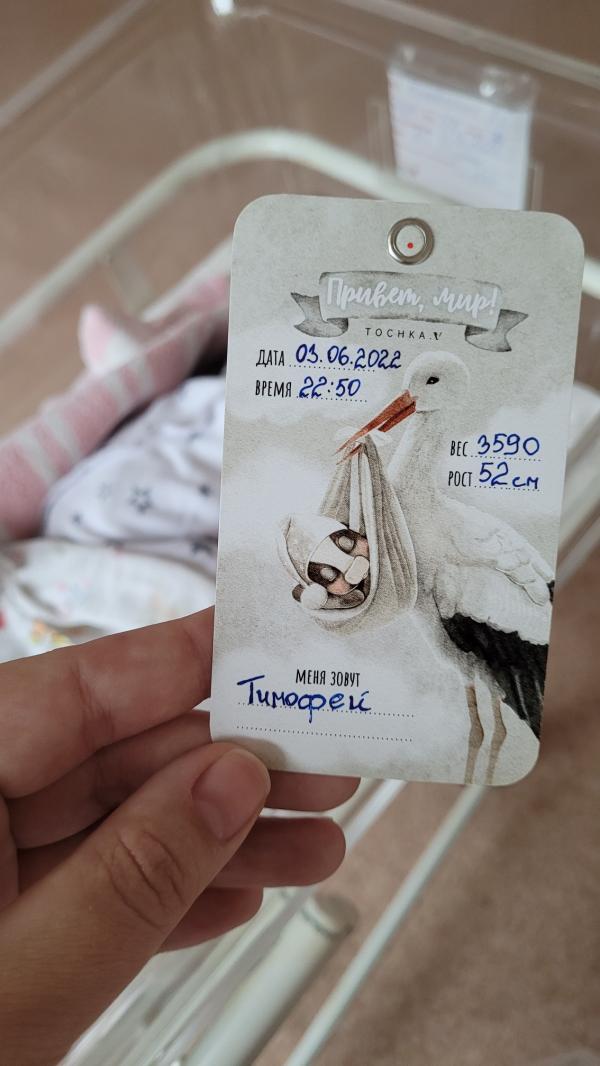 Привет, мир!
TOCHKA.V
ДАТА 03.06.2022
ВРЕМЯ 22:50
ВЕС 3590
РОСТ 52 см
МЕНЯ ЗОВУТ
Тимофей